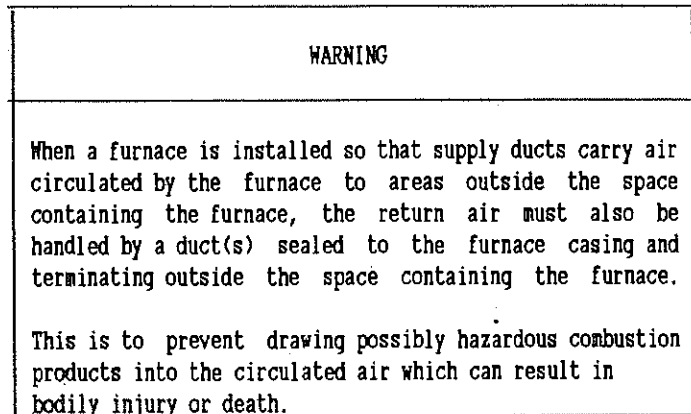 WARNING
When a furnace is installed so that supply ducts carry air
circulated by the furnace to areas outside the space
containing the furnace, the return air must also be
handled by a duct(s) sealed to the furnace casing and
terminating outside the space containing the furnace.
This is to prevent drawing possibly hazardous combustion
products into the circulated air which can result in
bodily injury or death.